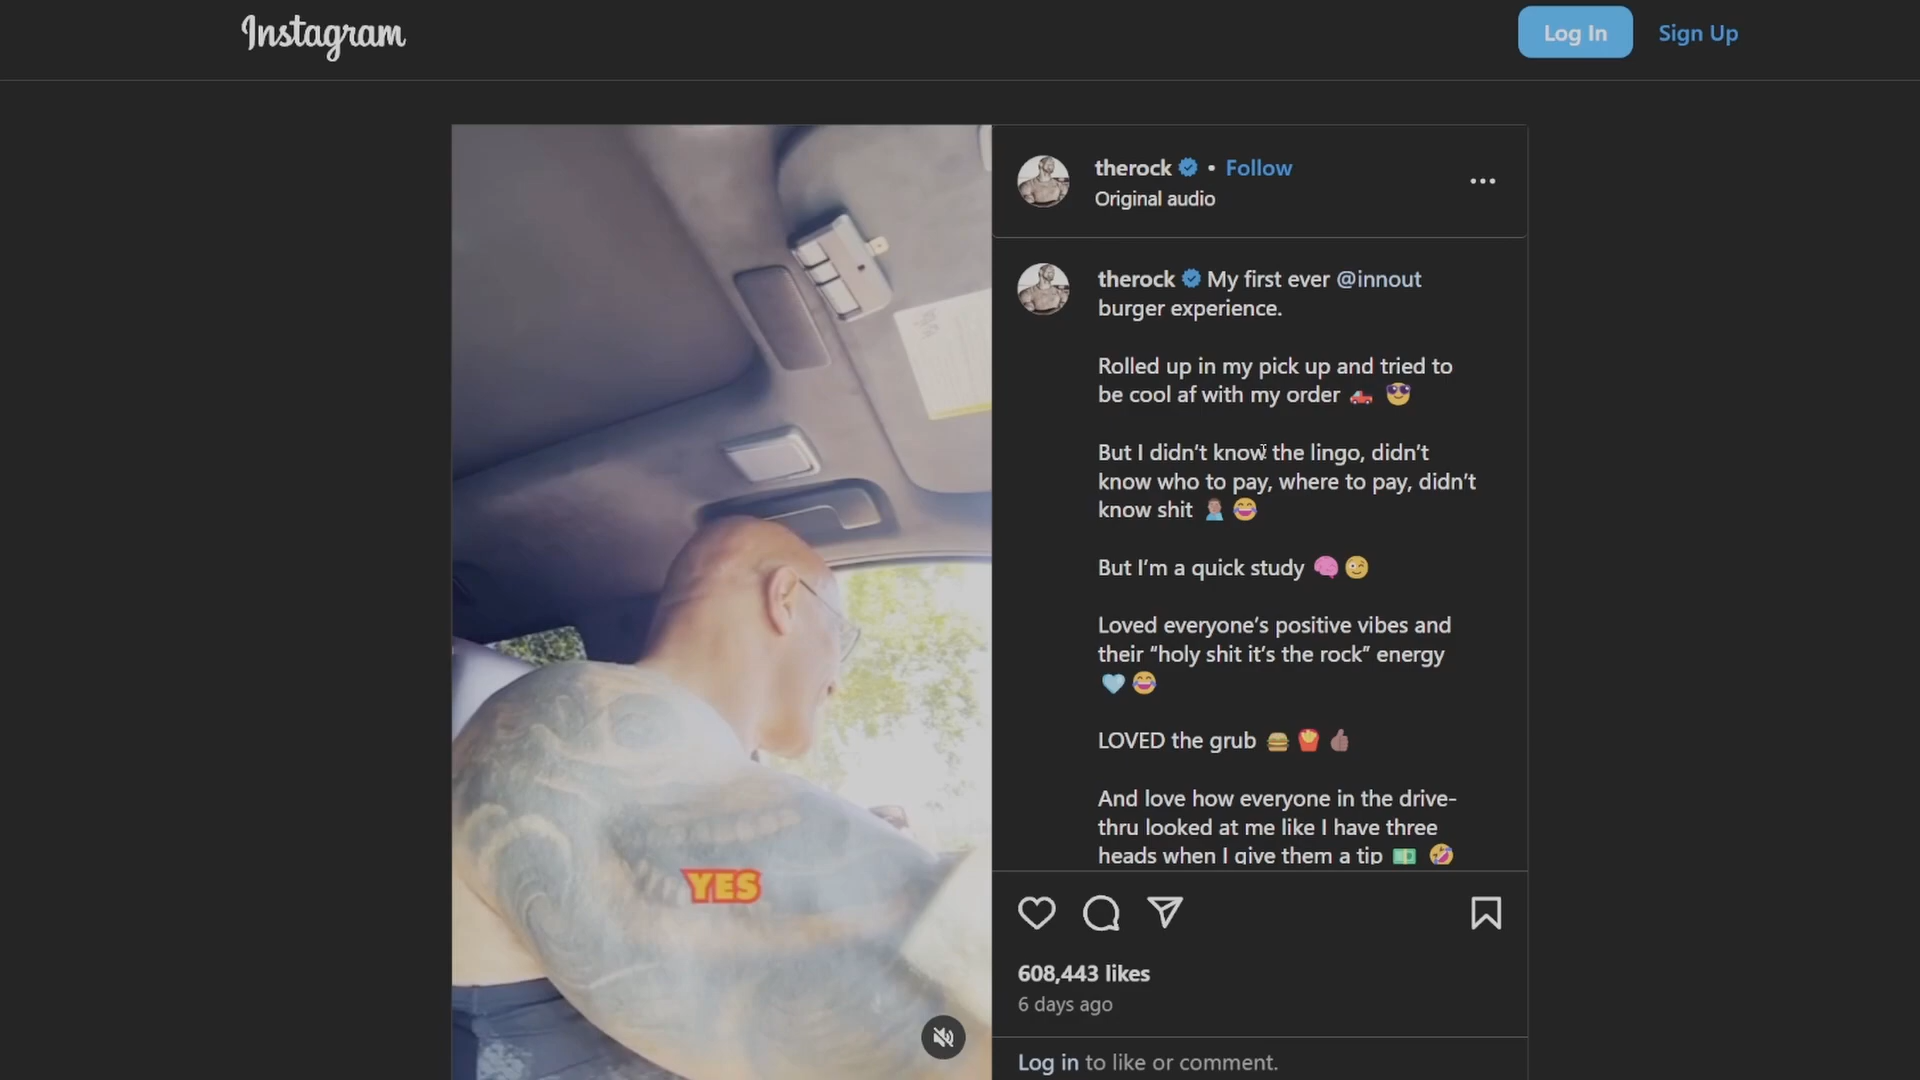 Instagram
Log In
Sign Up
therock • Follow
Original audio
therock My first ever @innout
burger experience.
Rolled up in my pick up and tried to
be cool af with my order 🛻 😎
But I didn’t know the lingo, didn’t
know who to pay, where to pay, didn’t
know shit 🤦🏽‍♂️ 😂
But I’m a quick study 🧠 😉
Loved everyone’s positive vibes and
their “holy shit it’s the rock” energy
🩵 😂
LOVED the grub 🍔 🍟 👍🏾
And love how everyone in the drive-
thru looked at me like I have three
heads when I give them a tip 💵 🤣
YES
608,443 likes
6 days ago
Log in to like or comment.